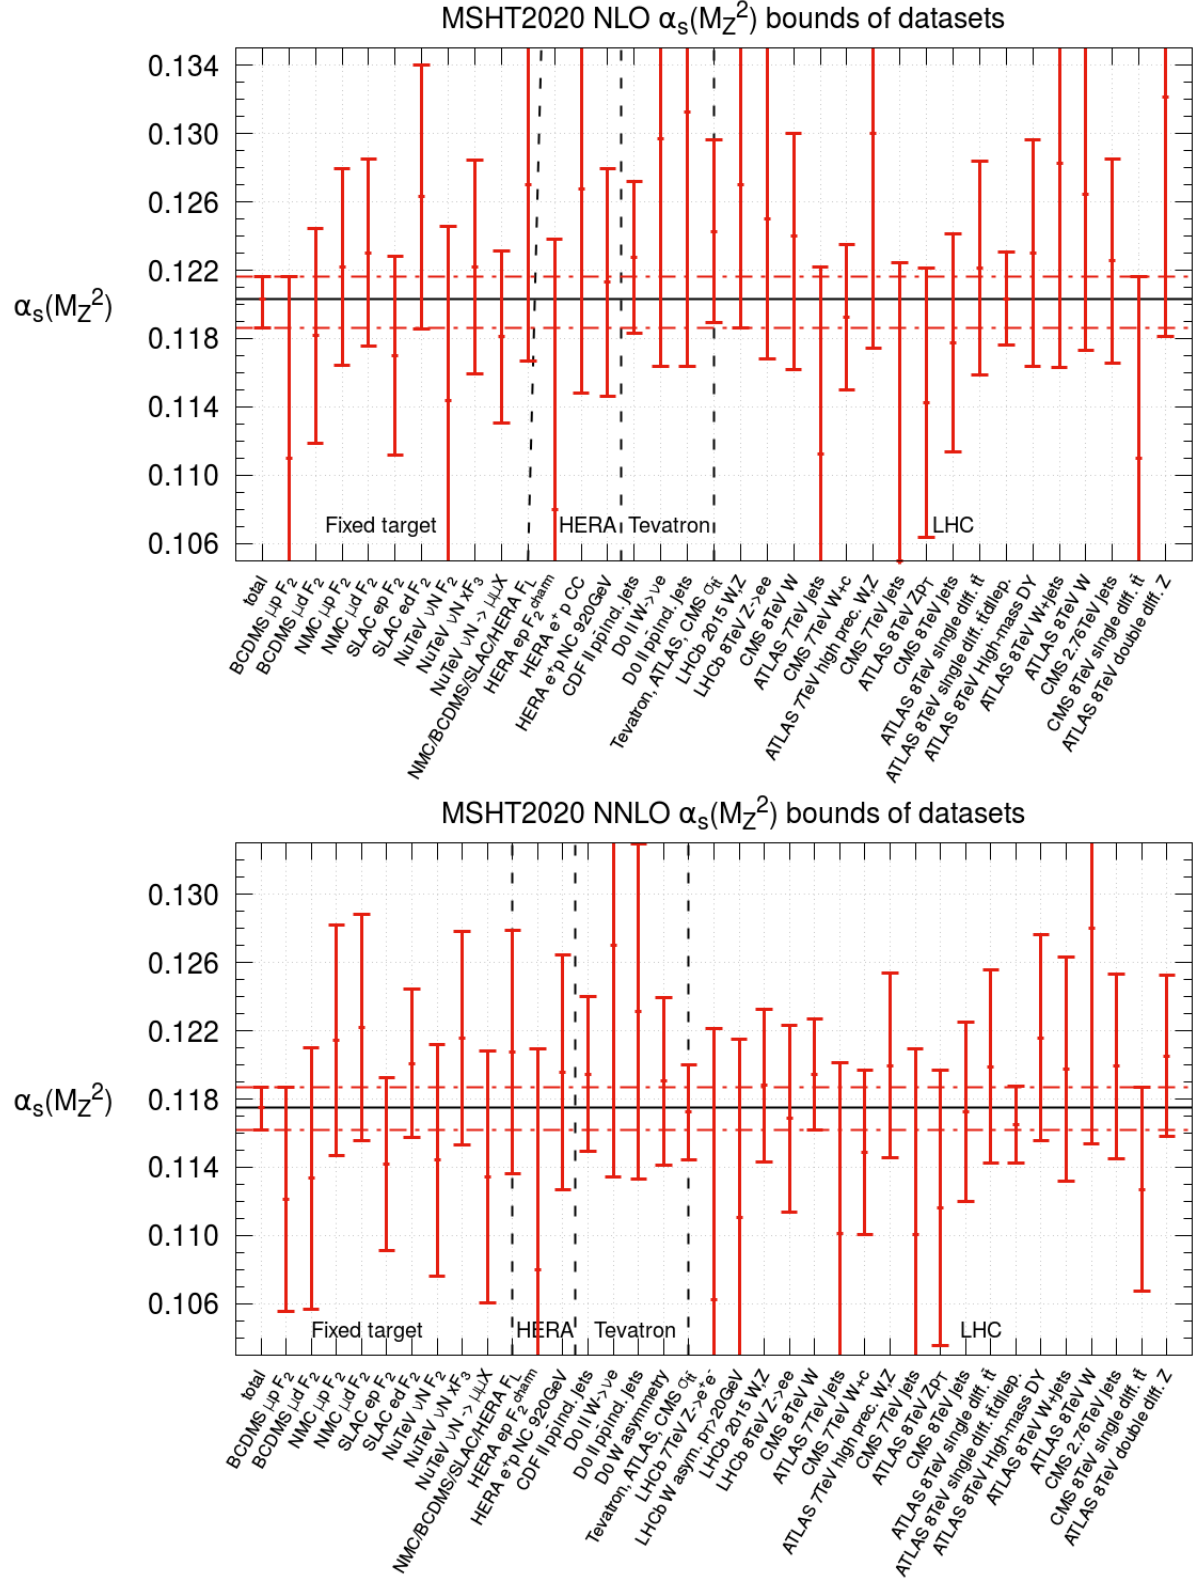 MSHT2020 NLO αs(MZ²) bounds of datasets
0.134
0.130
0.126
0.122
αs(MZ²)
0.118
0.114
0.110
0.106
Fixed target
HERA
Tevatron
LHC
total
BCDMS μp F₂
BCDMS μd F₂
NMC μp F₂
NMC μd F₂
SLAC ep F₂
SLAC ed F₂
NuTeV νN F₂
NuTeV νN xF₃
NuTeV νN -> μμX
NMC/BCDMS/SLAC/HERA FL
HERA ep F₂ charm
HERA e⁺p CC
HERA e⁺p NC 920GeV
CDF II pp̄incl. jets
D0 II W->νe
D0 II pp̄incl. jets
Tevatron, ATLAS, CMS σtt̄
LHCb 2015 W,Z
LHCb 8TeV Z->ee
CMS 8TeV W
ATLAS 7TeV jets
CMS 7TeV W+c
ATLAS 7TeV high prec. W,Z
CMS 7TeV jets
ATLAS 8TeV ZpT
CMS 8TeV jets
ATLAS 8TeV single diff. tt̄
ATLAS 8TeV single diff. tt̄dilep.
ATLAS 8TeV High-mass DY
ATLAS 8TeV W+jets
ATLAS 8TeV W
CMS 2.76TeV jets
CMS 8TeV single diff. tt̄
ATLAS 8TeV double diff. Z
MSHT2020 NNLO αs(MZ²) bounds of datasets
0.130
0.126
0.122
αs(MZ²)
0.118
0.114
0.110
0.106
Fixed target
HERA
Tevatron
LHC
total
BCDMS μp F₂
BCDMS μd F₂
NMC μp F₂
NMC μd F₂
SLAC ep F₂
SLAC ed F₂
NuTeV νN F₂
NuTeV νN xF₃
NuTeV νN -> μμX
NMC/BCDMS/SLAC/HERA FL
HERA ep F₂ charm
HERA e⁺p NC 920GeV
CDF II pp̄incl. jets
D0 II W->νe
D0 II pp̄incl. jets
D0 W asymmetry
Tevatron, ATLAS, CMS σtt̄
LHCb 7TeV Z->e⁺e⁻
LHCb W asym. pT>20GeV
LHCb 2015 W,Z
LHCb 8TeV Z->ee
CMS 8TeV W
ATLAS 7TeV jets
CMS 7TeV W+c
ATLAS 7TeV high prec. W,Z
CMS 7TeV jets
ATLAS 8TeV ZpT
CMS 8TeV jets
ATLAS 8TeV single diff. tt̄
ATLAS 8TeV single diff. tt̄dilep.
ATLAS 8TeV High-mass DY
ATLAS 8TeV W+jets
ATLAS 8TeV W
CMS 2.76TeV jets
CMS 8TeV single diff. tt̄
ATLAS 8TeV double diff. Z